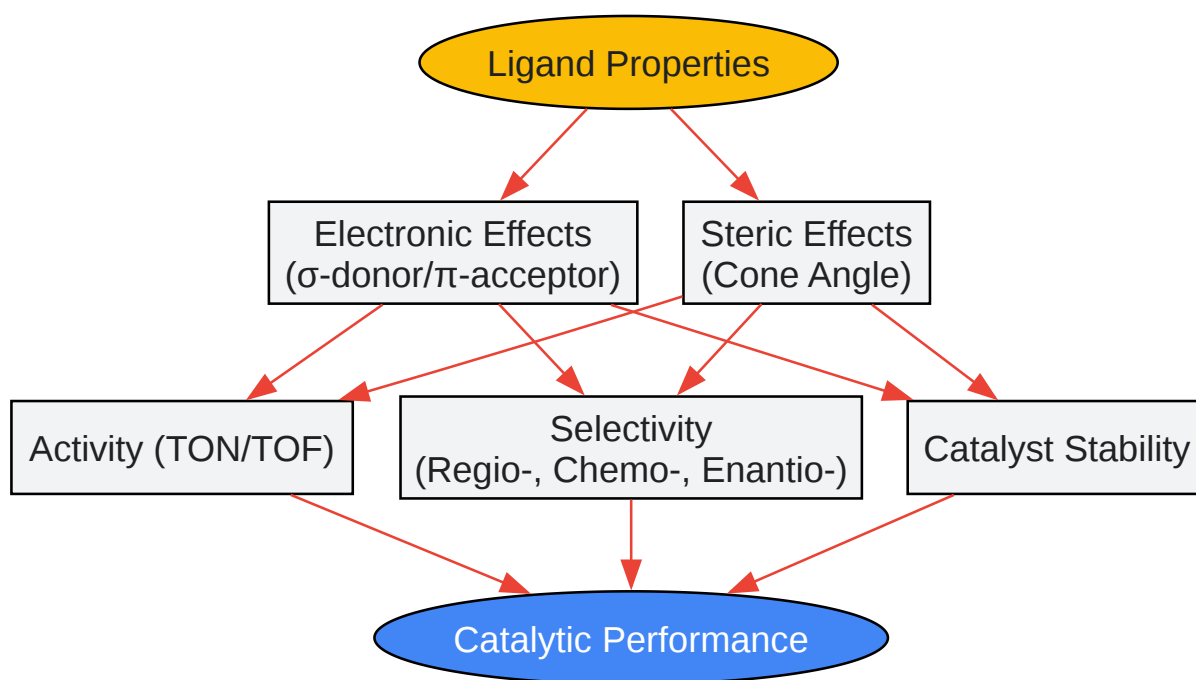 Ligand Properties
Electronic Effects
(σ-donor/π-acceptor)
Steric Effects
(Cone Angle)
Activity (TON/TOF)
Selectivity
(Regio-, Chemo-, Enantio-)
Catalyst Stability
Catalytic Performance